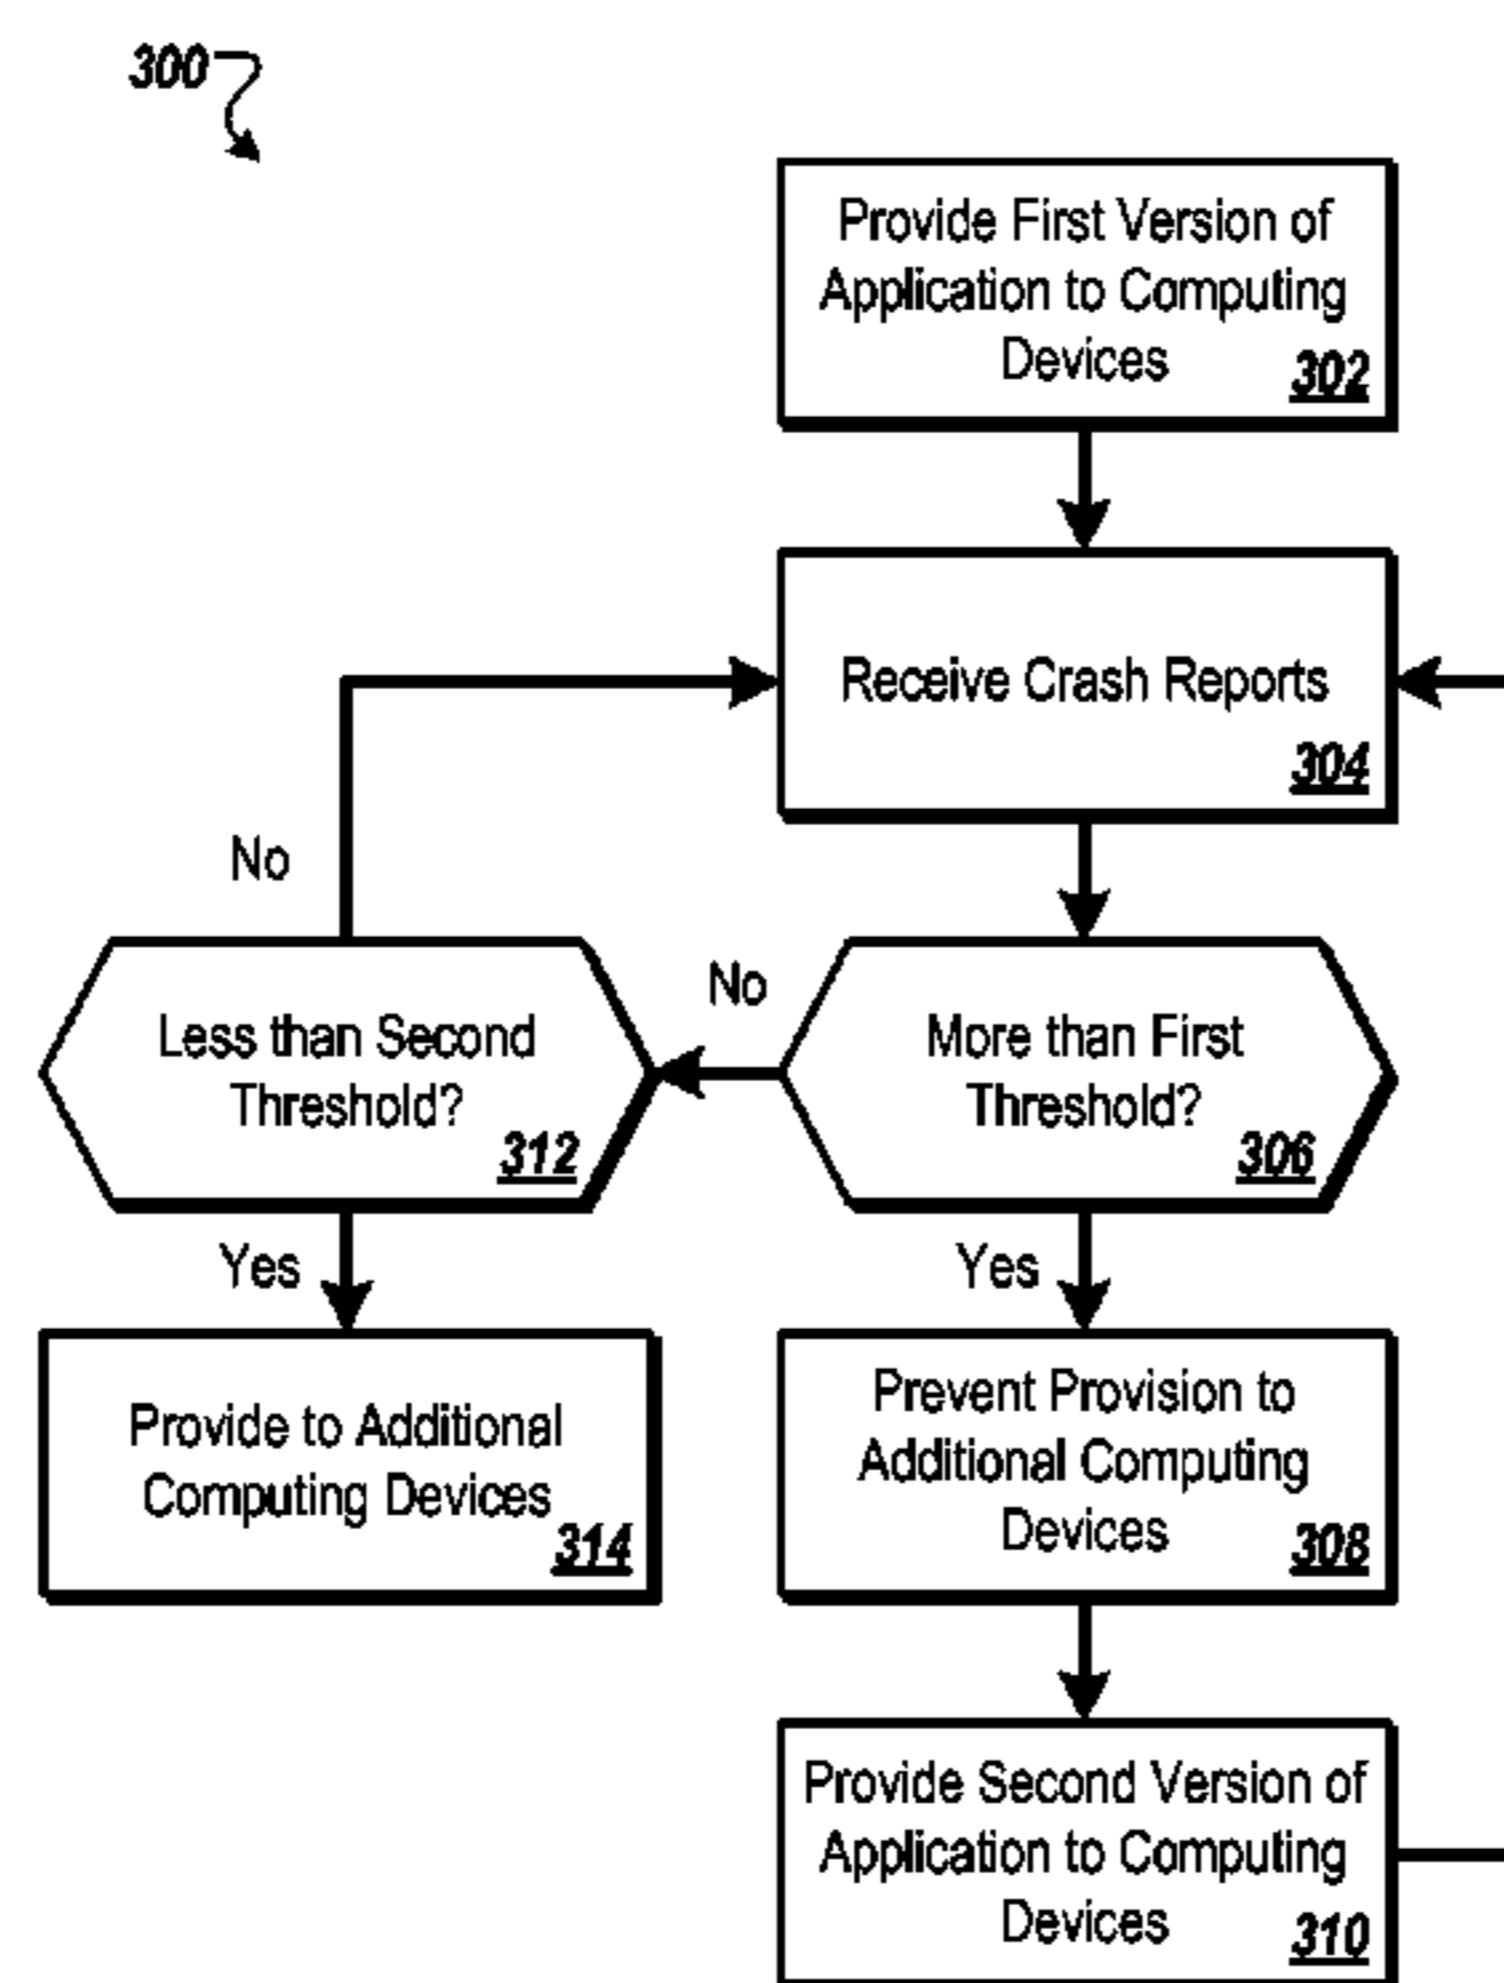 300
Provide First Version of
Application to Computing
Devices
302
Receive Crash Reports
304
No
No
Less than Second
Threshold?
312
More than First
Threshold?
306
Yes
Yes
Provide to Additional
Computing Devices
314
Prevent Provision to
Additional Computing
Devices
308
Provide Second Version of
Application to Computing
Devices
310